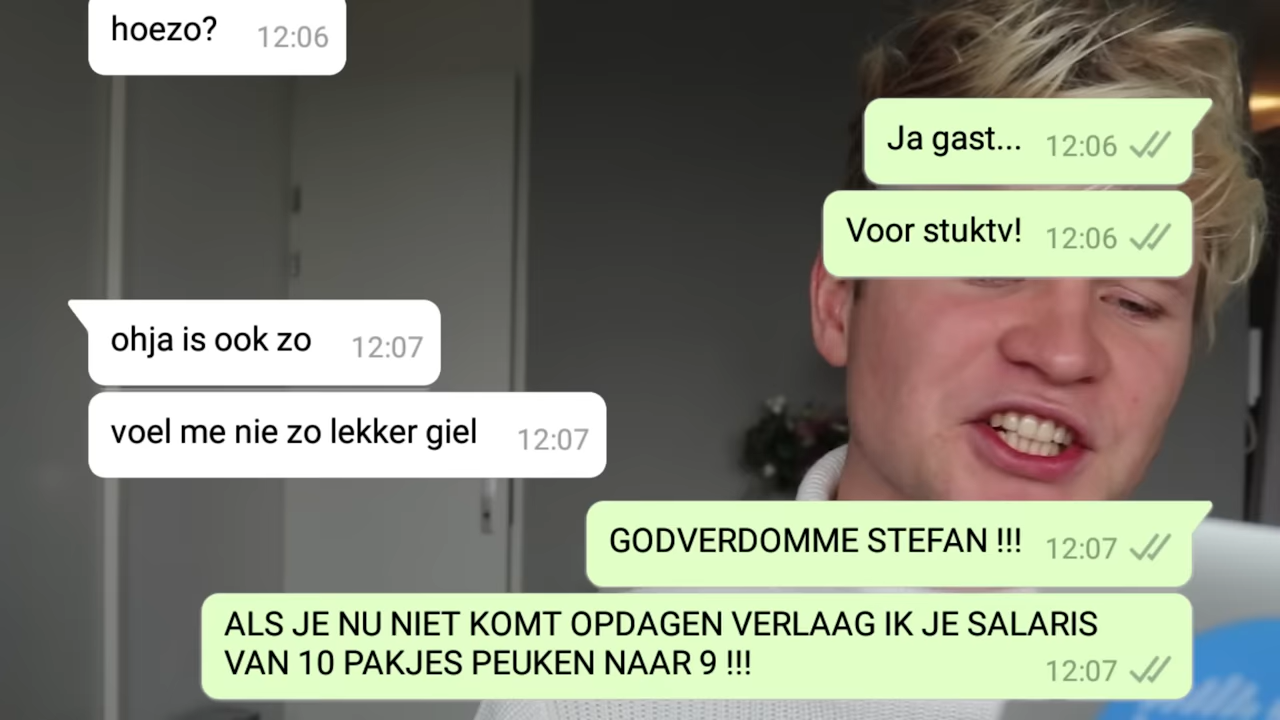 hoezo? 12:06
Ja gast... 12:06
Voor stuktv! 12:06
ohja is ook zo 12:07
voel me nie zo lekker giel 12:07
GODVERDOMME STEFAN !!! 12:07
ALS JE NU NIET KOMT OPDAGEN VERLAAG IK JE SALARIS
VAN 10 PAKJES PEUKEN NAAR 9 !!! 12:07